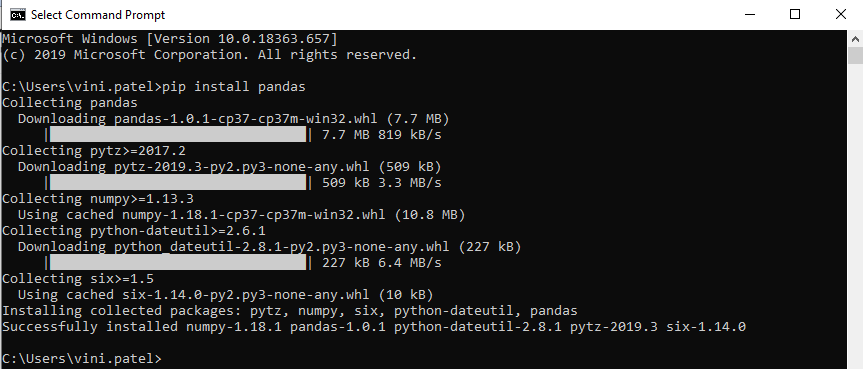 Select Command Prompt
Microsoft Windows [Version 10.0.18363.657]
(c) 2019 Microsoft Corporation. All rights reserved.
C:\Users\vini.patel>pip install pandas
Collecting pandas
  Downloading pandas-1.0.1-cp37-cp37m-win32.whl (7.7 MB)
     |████████████████████████████████| 7.7 MB 819 kB/s
Collecting pytz>=2017.2
  Downloading pytz-2019.3-py2.py3-none-any.whl (509 kB)
     |████████████████████████████████| 509 kB 3.3 MB/s
Collecting numpy>=1.13.3
  Using cached numpy-1.18.1-cp37-cp37m-win32.whl (10.8 MB)
Collecting python-dateutil>=2.6.1
  Downloading python_dateutil-2.8.1-py2.py3-none-any.whl (227 kB)
     |████████████████████████████████| 227 kB 6.4 MB/s
Collecting six>=1.5
  Using cached six-1.14.0-py2.py3-none-any.whl (10 kB)
Installing collected packages: pytz, numpy, six, python-dateutil, pandas
Successfully installed numpy-1.18.1 pandas-1.0.1 python-dateutil-2.8.1 pytz-2019.3 six-1.14.0
C:\Users\vini.patel>